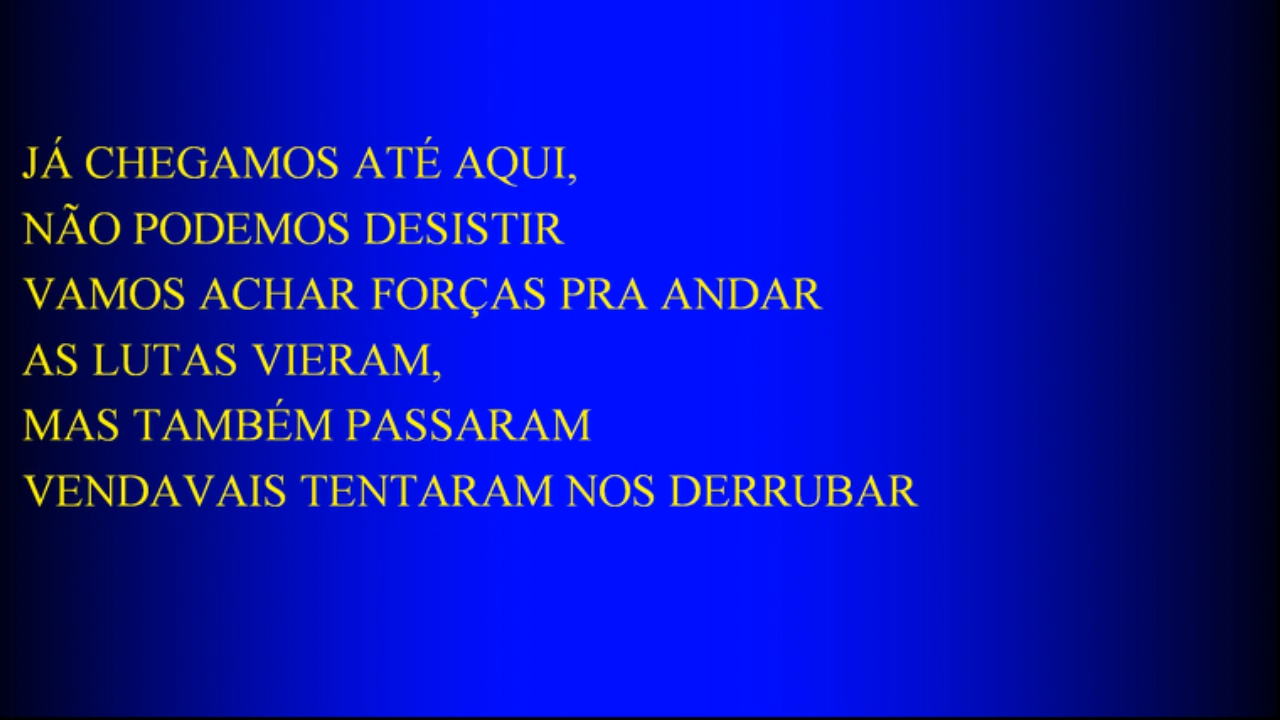 JÁ CHEGAMOS ATÉ AQUI,
NÃO PODEMOS DESISTIR
VAMOS ACHAR FORÇAS PRA ANDAR
AS LUTAS VIERAM,
MAS TAMBÉM PASSARAM
VENDAVAIS TENTARAM NOS DERRUBAR